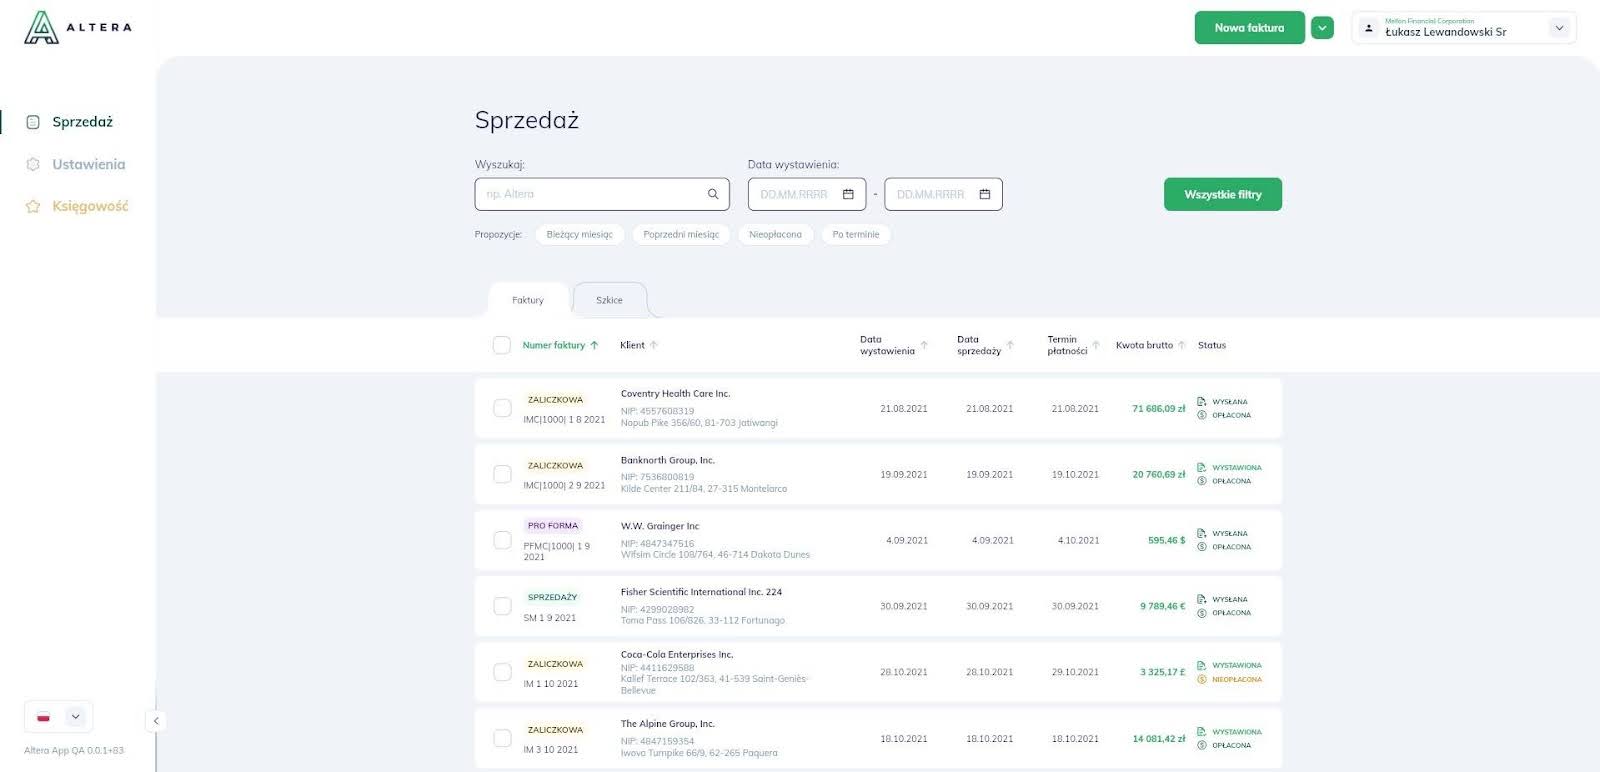 ALTERA
Nowa faktura
Mellon Financial Corporation
Łukasz Lewandowski Sr
Sprzedaż
Ustawienia
Księgowość
Sprzedaż
Wyszukaj:
Data wystawienia:
np. Altera
DD.MM.RRRR
-
DD.MM.RRRR
Wszystkie filtry
Propozycje:
Bieżący miesiąc
Poprzedni miesiąc
Nieopłacona
Po terminie
Faktury
Szkice
Numer faktury
Klient
Data
wystawienia
Data
sprzedaży
Termin
płatności
Kwota brutto
Status
ZALICZKOWA
IMC|1000| 1 8 2021
Coventry Health Care Inc.
NIP: 4557608319
Nopub Pike 356/60, 81-703 Jatiwangi
21.08.2021
21.08.2021
21.08.2021
71 686,09 zł
WYSŁANA
OPŁACONA
ZALICZKOWA
IMC|1000| 2 9 2021
Banknorth Group, Inc.
NIP: 7536800819
Kilde Center 211/84, 27-315 Montelarco
19.09.2021
19.09.2021
19.10.2021
20 760,69 zł
WYSTAWIONA
OPŁACONA
PRO FORMA
PFMC|1000| 1 9
2021
W.W. Grainger Inc
NIP: 4847347516
Wifsim Circle 108/764, 46-714 Dakota Dunes
4.09.2021
4.09.2021
4.10.2021
595,46 $
WYSŁANA
OPŁACONA
SPRZEDAŻY
SM 1 9 2021
Fisher Scientific International Inc. 224
NIP: 4299028982
Toma Pass 106/826, 33-112 Fortunago
30.09.2021
30.09.2021
30.09.2021
9 789,46 €
WYSŁANA
OPŁACONA
ZALICZKOWA
IM 1 10 2021
Coca-Cola Enterprises Inc.
NIP: 4411629588
Kallef Terrace 102/363, 41-539 Saint-Geniès-
Bellevue
28.10.2021
28.10.2021
29.10.2021
3 325,17 £
WYSTAWIONA
NIEOPŁACONA
ZALICZKOWA
IM 3 10 2021
The Alpine Group, Inc.
NIP: 4847159354
Iwova Turnpike 66/9, 62-265 Paquera
18.10.2021
18.10.2021
18.10.2021
14 081,42 zł
WYSTAWIONA
OPŁACONA
Altera App QA 0.0.1+83